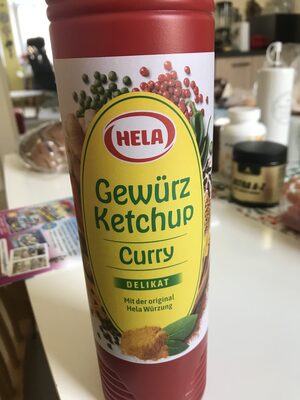 HELA
Gewürz
Ketchup
Curry
DELIKAT
Mit der original
Hela Würzung